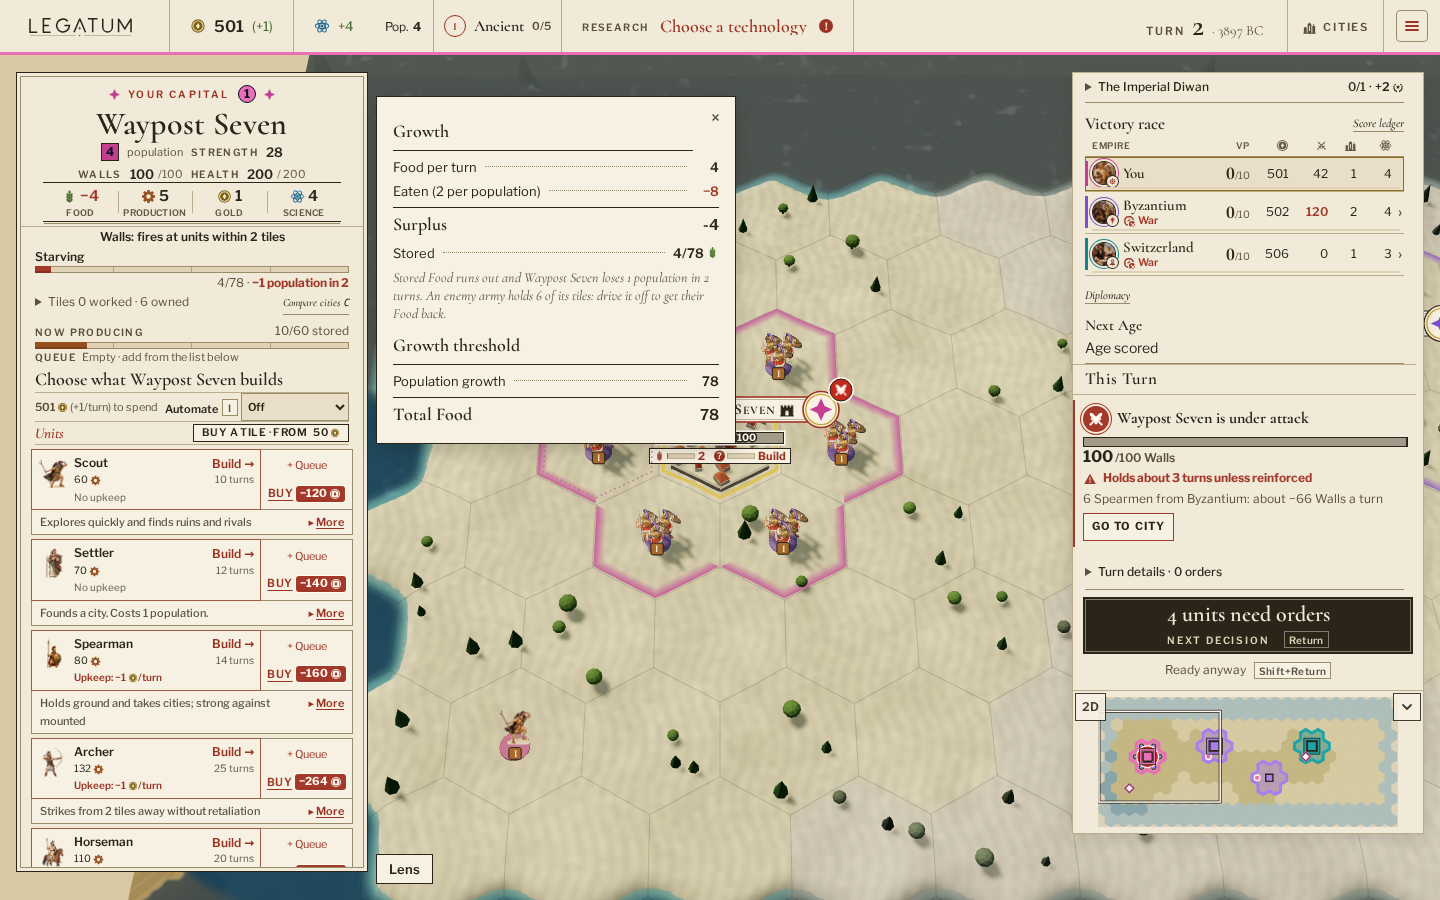 LEGATUM
501 (+1)
+4
Pop. 4
I Ancient 0/5
RESEARCH Choose a technology !
TURN 2 · 3897 BC
CITIES
YOUR CAPITAL 1
Waypost Seven
4 population STRENGTH 28
WALLS 100 /100 HEALTH 200 /200
−4 5 1 4
FOOD PRODUCTION GOLD SCIENCE
Walls: fires at units within 2 tiles
Starving
4/78 · −1 population in 2
Tiles 0 worked · 6 owned
Compare cities C
NOW PRODUCING 10/60 stored
QUEUE Empty · add from the list below
Choose what Waypost Seven builds
501 (+1/turn) to spend Automate I Off
Units
BUY A TILE · FROM 50
Scout Build → + Queue
60 10 turns
No upkeep BUY −120
Explores quickly and finds ruins and rivals ▸ More
Settler Build → + Queue
70 12 turns
No upkeep BUY −140
Founds a city. Costs 1 population. ▸ More
Spearman Build → + Queue
80 14 turns
Upkeep: −1 /turn BUY −160
Holds ground and takes cities; strong against ▸ More
mounted
Archer Build → + Queue
132 25 turns
Upkeep: −1 /turn BUY −264
Strikes from 2 tiles away without retaliation ▸ More
Horseman Build → + Queue
110 20 turns
×
Growth
Food per turn 4
Eaten (2 per population) −8
Surplus -4
Stored 4/78
Stored Food runs out and Waypost Seven loses 1 population in 2
turns. An enemy army holds 6 of its tiles: drive it off to get their
Food back.
Growth threshold
Population growth 78
Total Food 78
SEVEN
100
2 ? Build
I
I
I
I
I
I
Lens
The Imperial Diwan 0/1 · +2
Victory race Score ledger
EMPIRE VP
You 0/10 501 42 1 4
Byzantium 0/10 502 120 2 4 ›
War
Switzerland 0/10 506 0 1 3 ›
War
Diplomacy
Next Age
Age scored
This Turn
Waypost Seven is under attack
100 /100 Walls
Holds about 3 turns unless reinforced
6 Spearmen from Byzantium: about −66 Walls a turn
GO TO CITY
Turn details · 0 orders
4 units need orders
NEXT DECISION Return
Ready anyway Shift+Return
2D